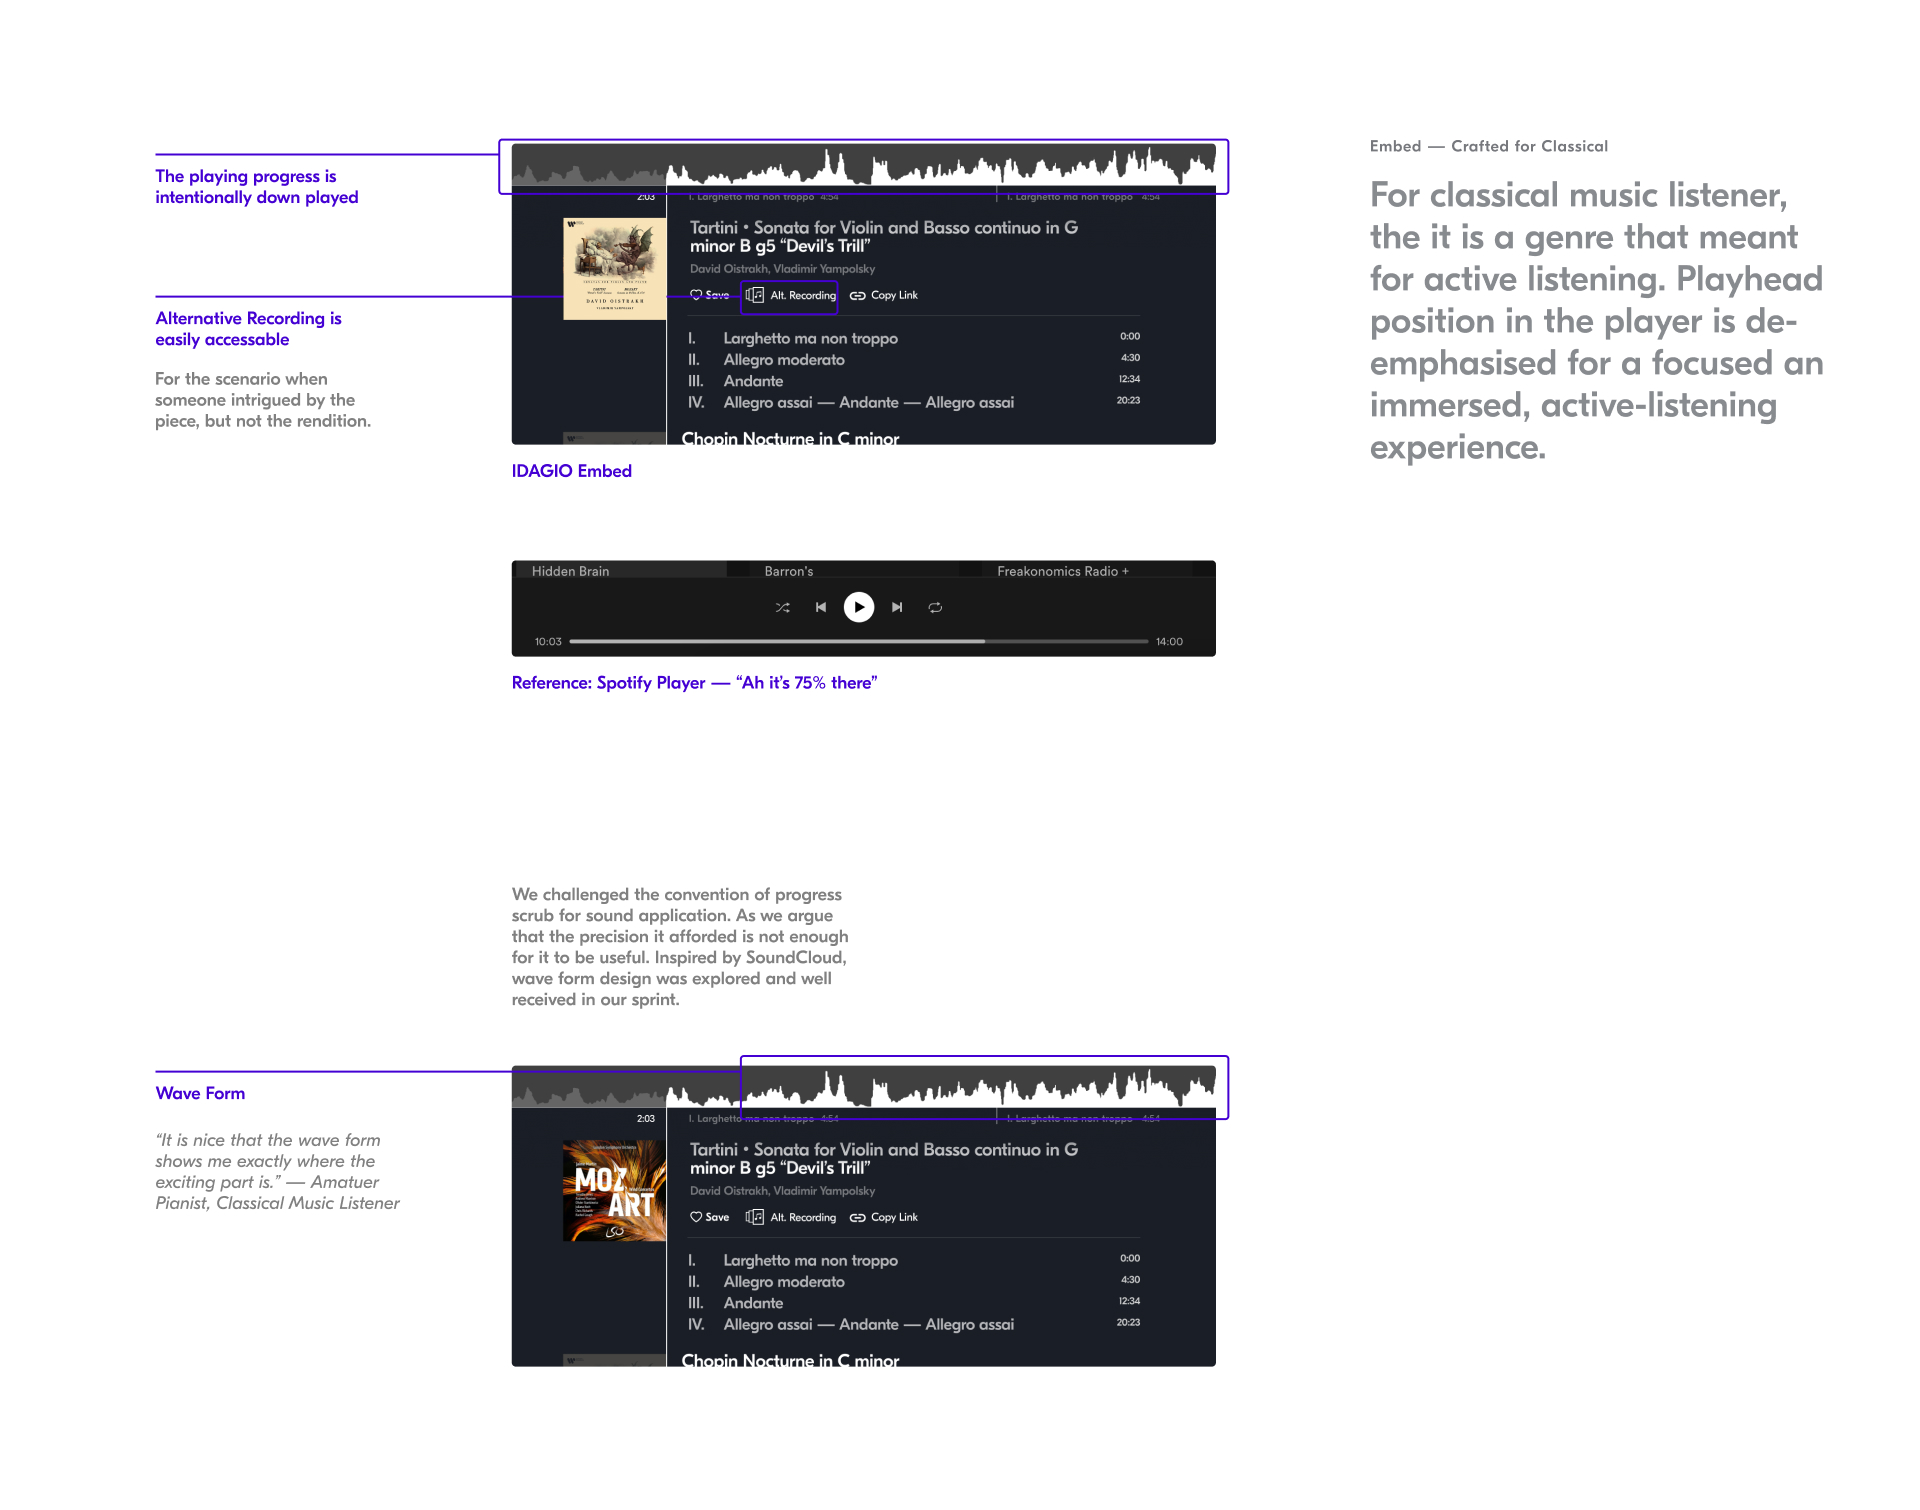 Embed — Crafted for Classical
For classical music listener,
the it is a genre that meant
for active listening. Playhead
position in the player is de-
emphasised for a focused an
immersed, active-listening
experience.
The playing progress is
intentionally down played
Alternative Recording is
easily accessable
For the scenario when
someone intrigued by the
piece, but not the rendition.
2:03
I. Larghetto ma non troppo 4:54
I. Larghetto ma non troppo 4:54
Tartini • Sonata for Violin and Basso continuo in G
minor B g5 “Devil’s Trill”
David Oistrakh, Vladimir Yampolsky
Save
Alt. Recording
Copy Link
DAVID OISTRAKH
VLADIMIR YAMPOLSKY
I. Larghetto ma non troppo 0:00
II. Allegro moderato 4:30
III. Andante 12:34
IV. Allegro assai — Andante — Allegro assai 20:23
Chopin Nocturne in C minor
IDAGIO Embed
Hidden Brain
Barron's
Freakonomics Radio +
10:03
14:00
Reference: Spotify Player — “Ah it’s 75% there”
We challenged the convention of progress
scrub for sound application. As we argue
that the precision it afforded is not enough
for it to be useful. Inspired by SoundCloud,
wave form design was explored and well
received in our sprint.
Wave Form
“It is nice that the wave form
shows me exactly where the
exciting part is.” — Amatuer
Pianist, Classical Music Listener
2:03
I. Larghetto ma non troppo 4:54
I. Larghetto ma non troppo 4:54
Tartini • Sonata for Violin and Basso continuo in G
minor B g5 “Devil’s Trill”
David Oistrakh, Vladimir Yampolsky
Save
Alt. Recording
Copy Link
MOZ
ART
LSO
I. Larghetto ma non troppo 0:00
II. Allegro moderato 4:30
III. Andante 12:34
IV. Allegro assai — Andante — Allegro assai 20:23
Chopin Nocturne in C minor